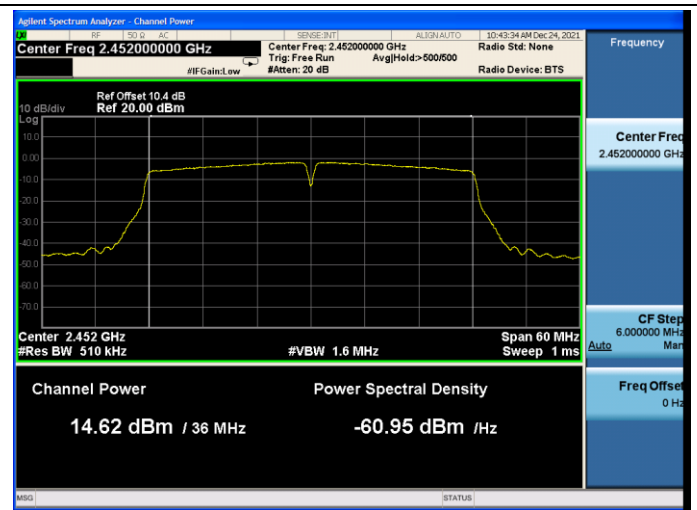 Agilent Spectrum Analyzer - Channel Power
RF 50 Ω AC SENSE:INT ALIGN AUTO 10:43:34 AM Dec 24, 2021
Center Freq 2.452000000 GHz
Center Freq: 2.452000000 GHz
Radio Std: None
Trig: Free Run Avg|Hold:>500/500
#IFGain:Low #Atten: 20 dB Radio Device: BTS
Frequency
Ref Offset 10.4 dB
10 dB/div Ref 20.00 dBm
Log
10.0
0.00
-10.0
-20.0
-30.0
-40.0
-50.0
-60.0
-70.0
Center 2.452 GHz Span 60 MHz
#Res BW 510 kHz #VBW 1.6 MHz Sweep 1 ms
Channel Power Power Spectral Density
14.62 dBm / 36 MHz -60.95 dBm /Hz
Center Freq
2.452000000 GHz
CF Step
6.000000 MHz
Auto Man
Freq Offset
0 Hz
MSG STATUS